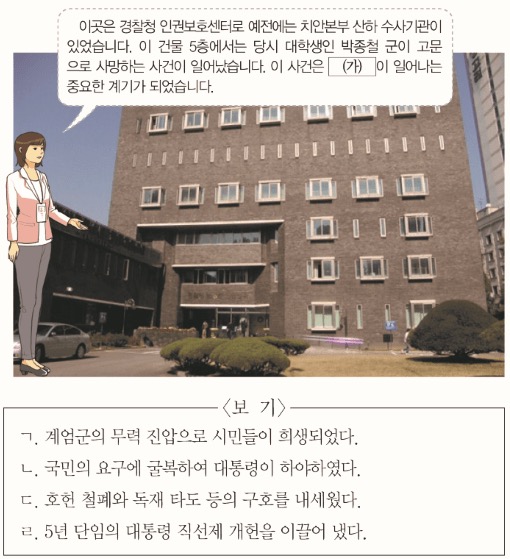 이곳은 경찰청 인권보호센터로 예전에는 치안본부 산하 수사기관이
있었습니다. 이 건물 5층에서는 당시 대학생인 박종철 군이 고문
으로 사망하는 사건이 일어났습니다. 이 사건은 (가) 이 일어나는
중요한 계기가 되었습니다.
〈보 기〉
ㄱ. 계엄군의 무력 진압으로 시민들이 희생되었다.
ㄴ. 국민의 요구에 굴복하여 대통령이 하야하였다.
ㄷ. 호헌 철폐와 독재 타도 등의 구호를 내세웠다.
ㄹ. 5년 단임의 대통령 직선제 개헌을 이끌어 냈다.